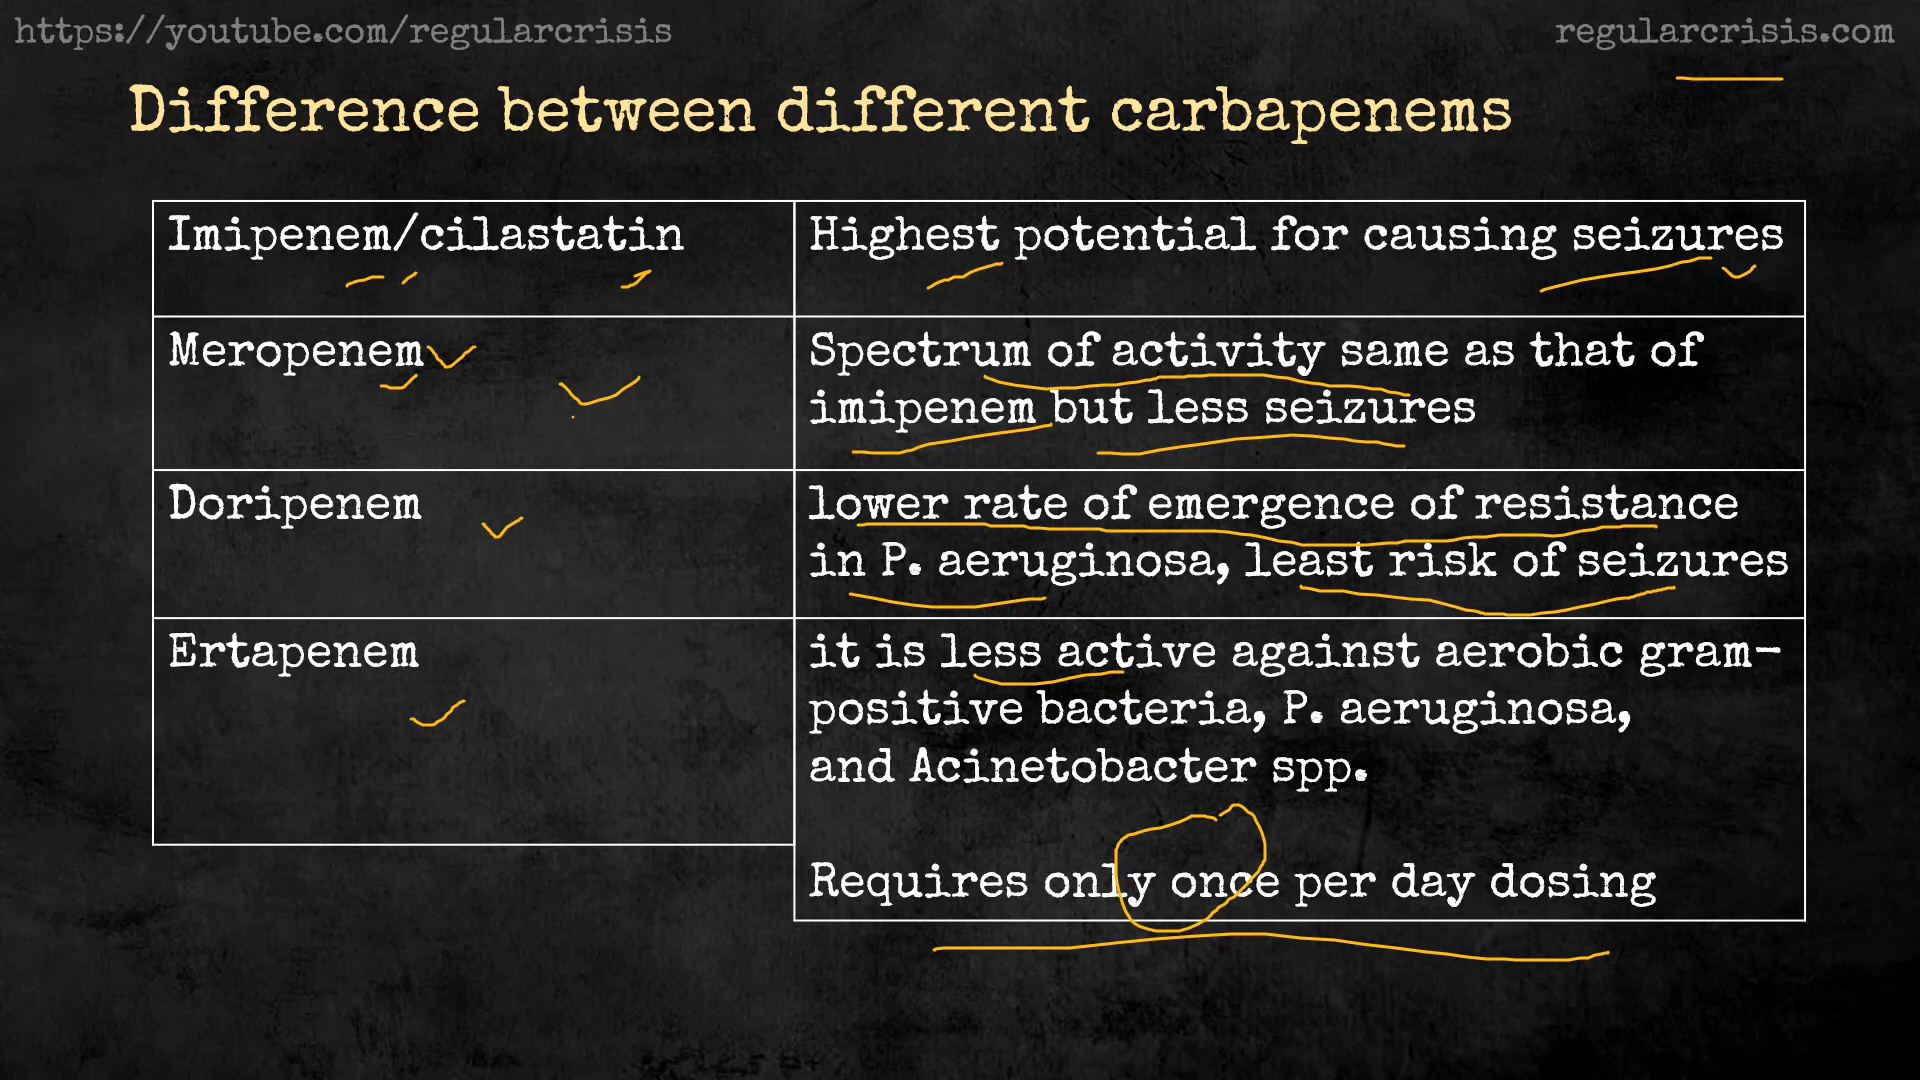 https://youtube.com/regularcrisis
regularcrisis.com
Difference between different carbapenems
Imipenem/cilastatin
Highest potential for causing seizures
Meropenem
Spectrum of activity same as that of
imipenem but less seizures
Doripenem
lower rate of emergence of resistance
in P. aeruginosa, least risk of seizures
Ertapenem
it is less active against aerobic gram-
positive bacteria, P. aeruginosa,
and Acinetobacter spp.
Requires only once per day dosing